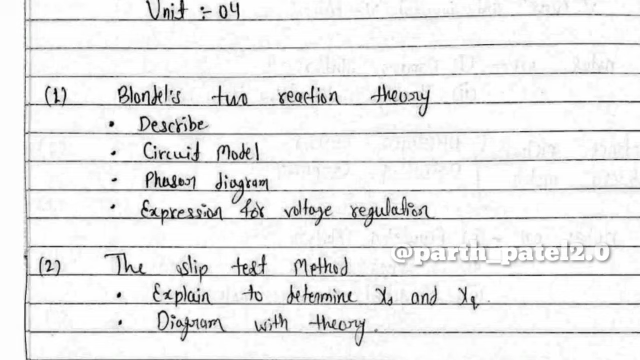 Unit :- 04
(1) Blondel's two reaction theory
• Describe
• Circuit Model
• Phasor diagram
• Expression for voltage regulation
@parth_patel2.0
(2) The slip test Method
• Explain to determine Xd and Xq.
• Diagram with theory.